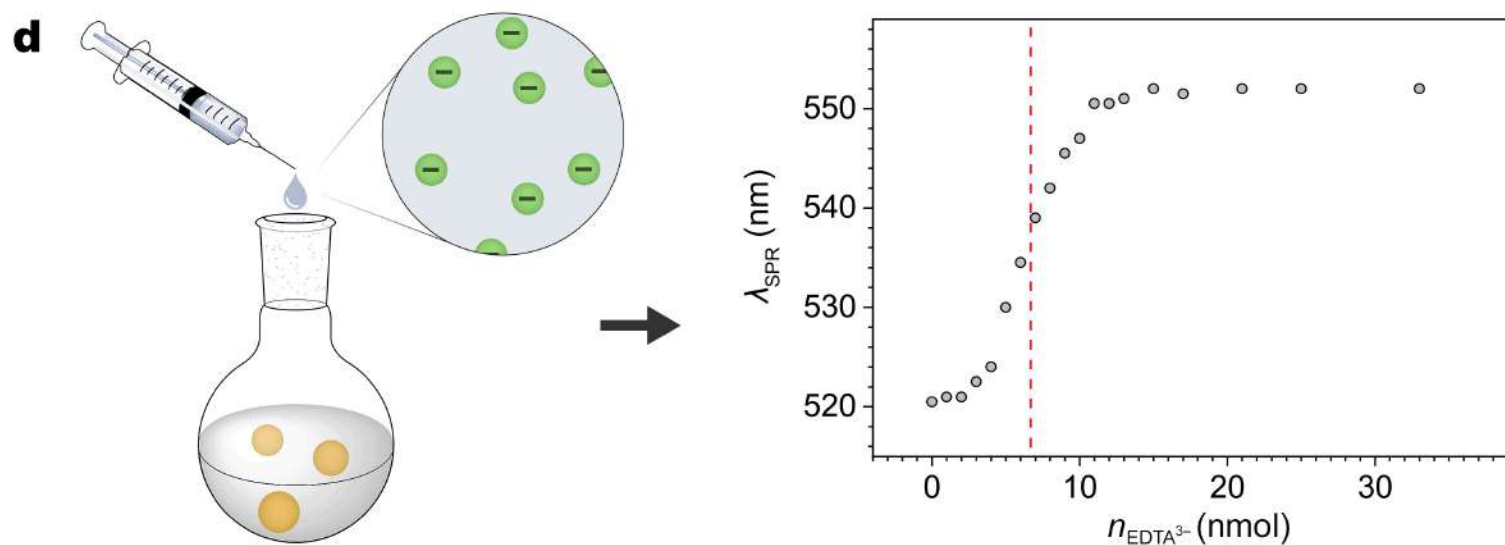 d
− − − − − − − −
λSPR (nm)
550
540
530
520
0 10 20 30
nEDTA³⁻ (nmol)